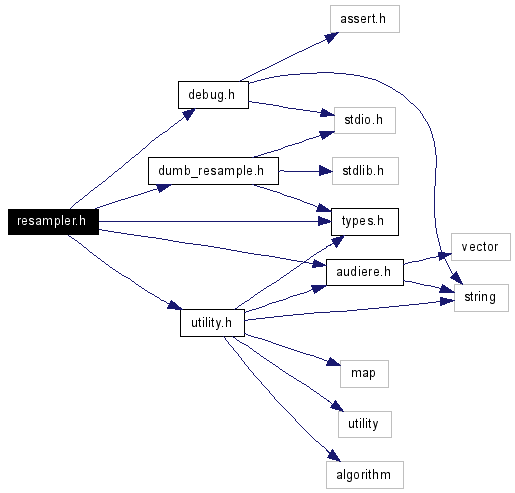 assert.h
debug.h
stdio.h
dumb_resample.h
stdlib.h
resampler.h
types.h
vector
audiere.h
string
utility.h
map
utility
algorithm